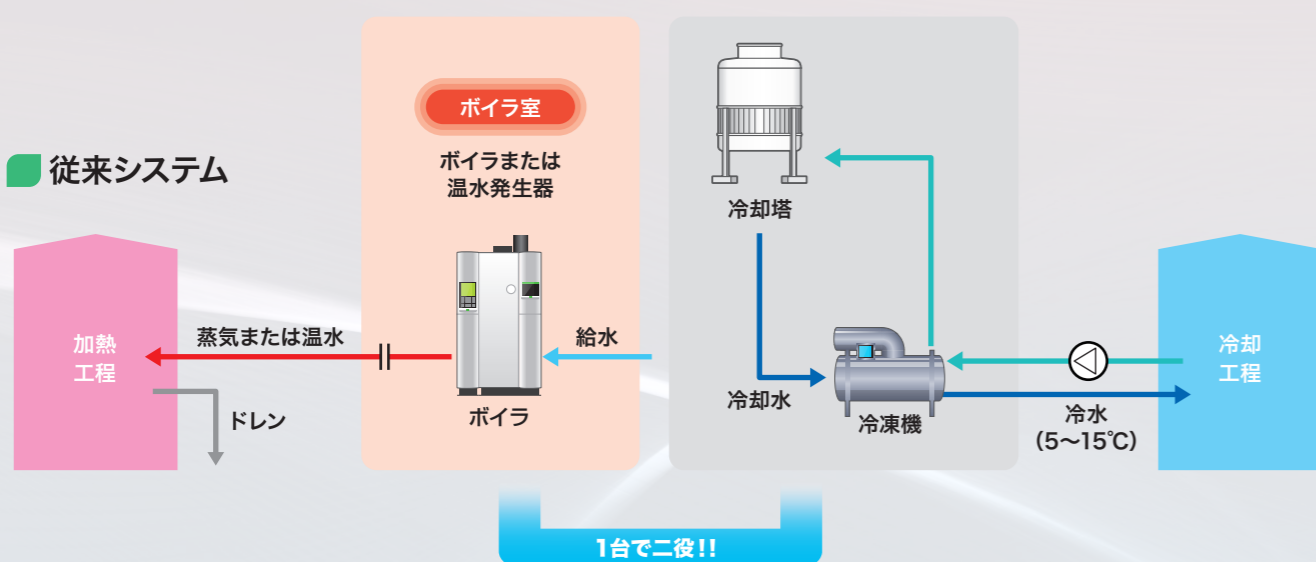 従来システム
ボイラ室
ボイラまたは
温水発生器
加熱
工程
蒸気または温水
ドレン
給水
ボイラ
冷却塔
冷却水
冷凍機
冷水
（5〜15℃）
冷却
工程
1台で二役!!